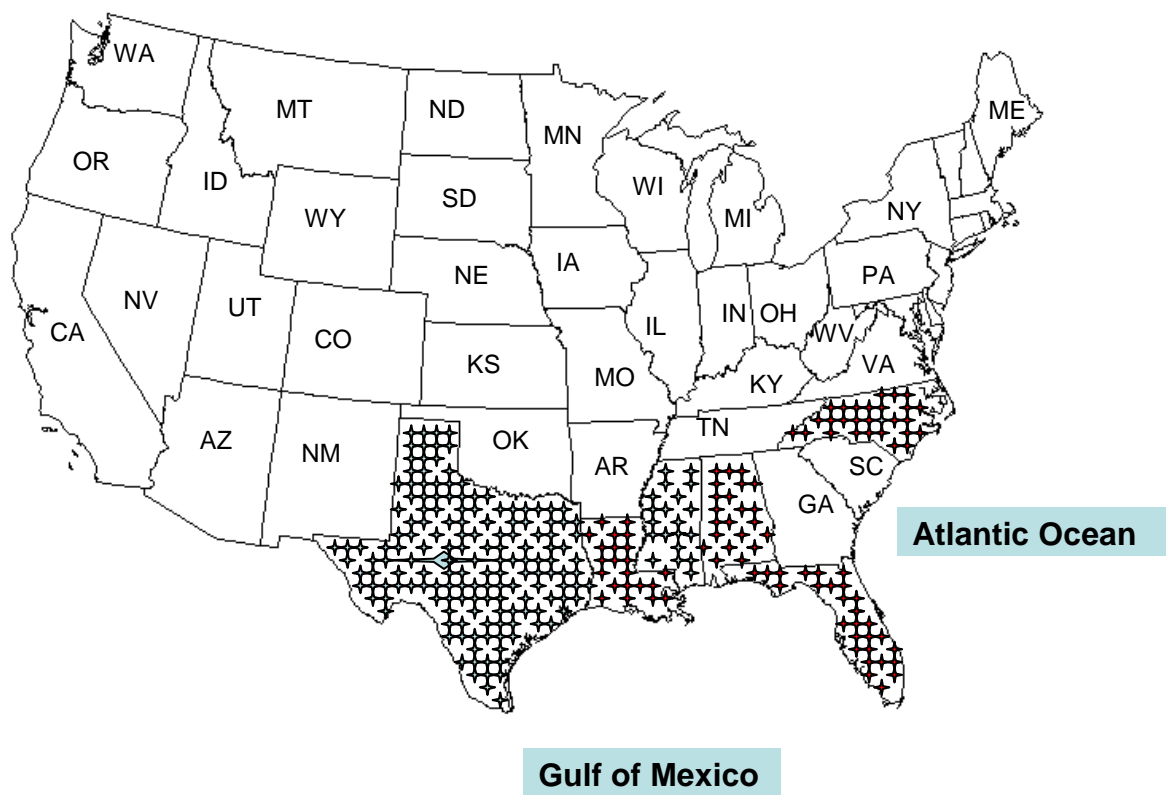 WA
MT
ND
MN
ME
OR
ID
WI
SD
WY
MI
NY
IA
NE
PA
NV
UT
IN
OH
CA
CO
IL
WV
KS
MO
KY
VA
AZ
NM
OK
TN
AR
SC
GA
Atlantic Ocean
Gulf of Mexico